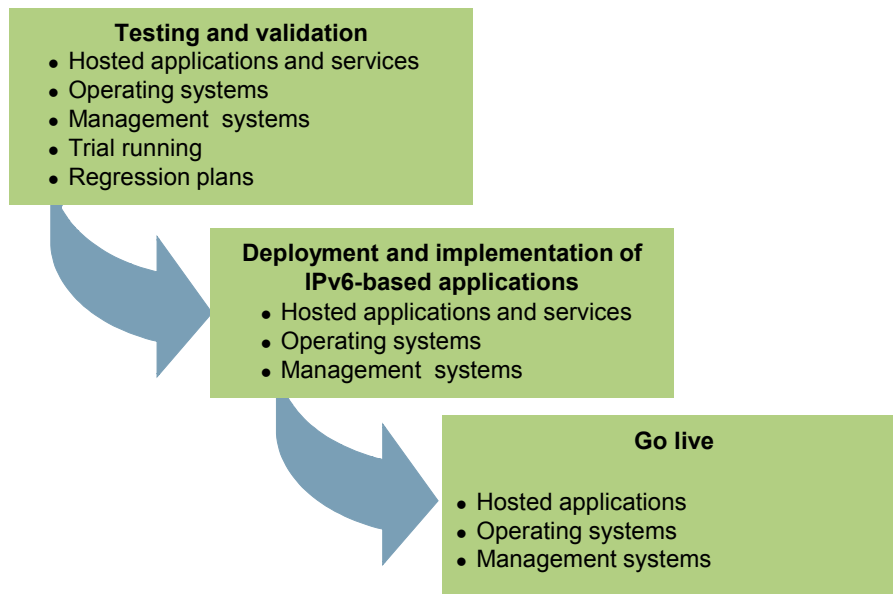 Testing and validation
• Hosted applications and services
• Operating systems
• Management systems
• Trial running
• Regression plans
Deployment and implementation of
IPv6-based applications
• Hosted applications and services
• Operating systems
• Management systems
Go live
• Hosted applications
• Operating systems
• Management systems